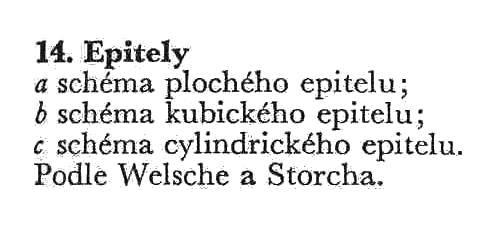 14. Epitely
a schéma plochého epitelu;
b schéma kubického epitelu;
c schéma cylindrického epitelu.
Podle Welsche a Storcha.